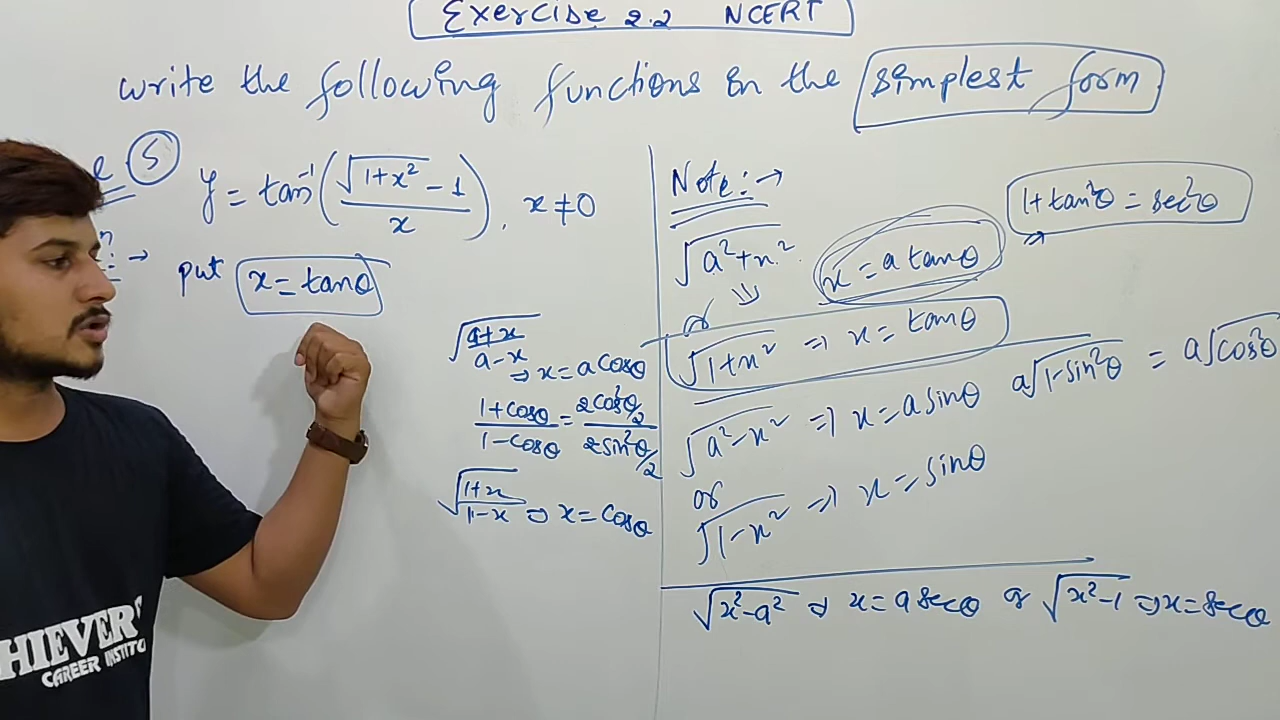 Exercise 2.2 NCERT
write the following functions in the simplest form
5 y = tan⁻¹(√(1+x²) - 1 / x), x ≠ 0
put x = tanθ
√(a+x / a-x) ⇒ x = a cosθ
1+cosθ / 1-cosθ = 2cos²θ/2 / 2sin²θ/2
√(1+x / 1-x) ⇒ x = cosθ
Note:→
1+tan²θ = sec²θ
√(a²+x²) x = a tanθ
or
√(1+x²) ⇒ x = tanθ
√(a²-x²) ⇒ x = a sinθ a√(1-sin²θ) = a√(cos²θ)
or
√(1-x²) ⇒ x = sinθ
√(x²-a²) ⇒ x = a secθ or √(x²-1) ⇒ x = secθ
HIEVER'S
CAREER INSTITU